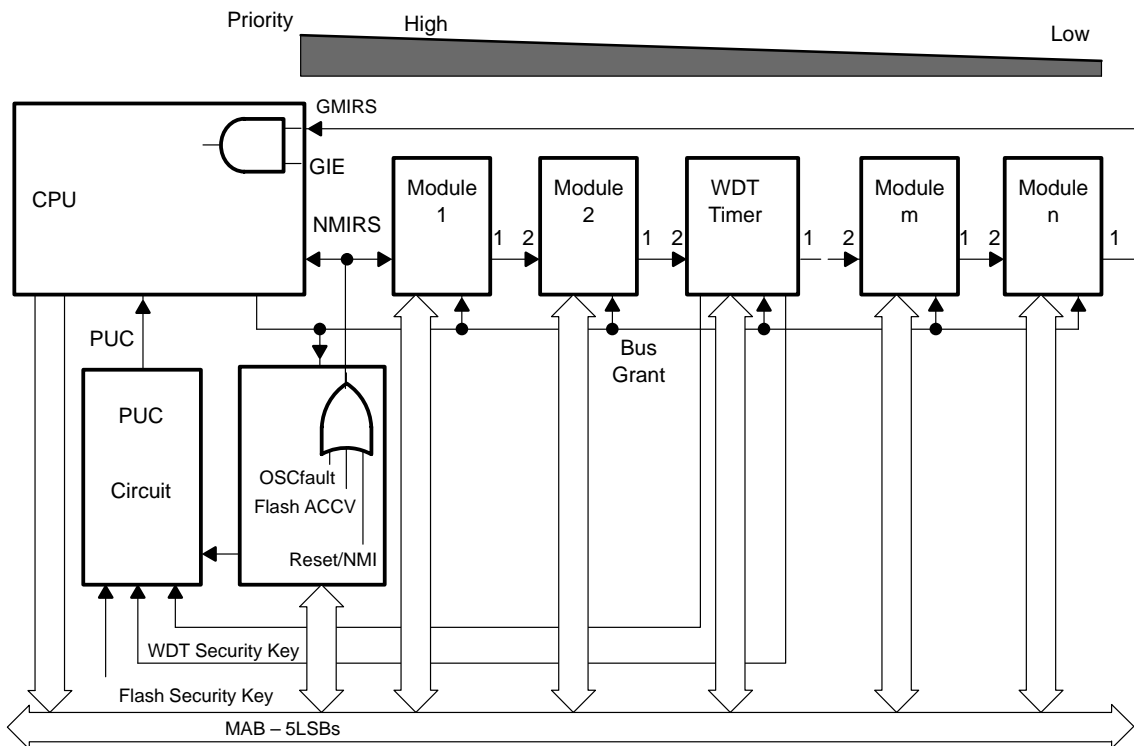 Priority
High
Low
GMIRS
GIE
CPU
NMIRS
Module
1
Module
2
WDT
Timer
Module
m
Module
n
1 2
1 2
1 2
1 2
1
PUC
Bus
Grant
PUC
Circuit
OSCfault
Flash ACCV
Reset/NMI
WDT Security Key
Flash Security Key
MAB – 5LSBs